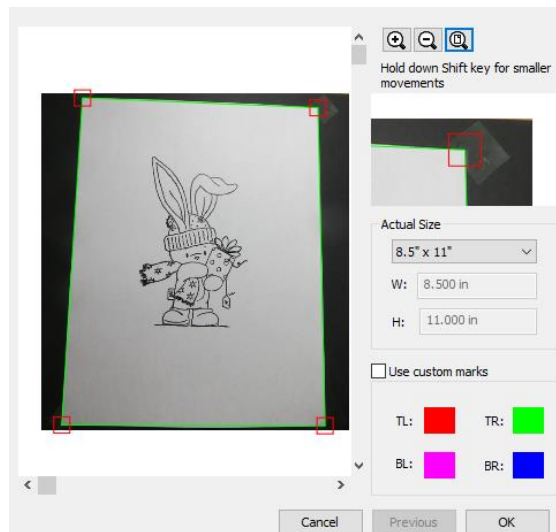 Hold down Shift key for smaller
movements
Actual Size
8.5" x 11"
W: 8.500 in
H: 11.000 in
Use custom marks
TL: TR:
BL: BR:
Cancel Previous OK